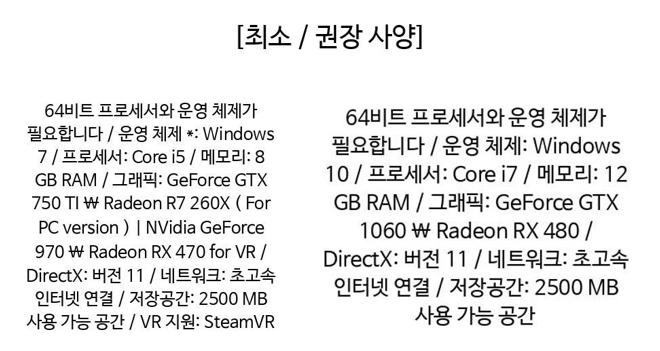 [최소 / 권장 사양]
64비트 프로세서와 운영 체제가
필요합니다 / 운영 체제 *: Windows
7 / 프로세서: Core i5 / 메모리: 8
GB RAM / 그래픽: GeForce GTX
750 TI ₩ Radeon R7 260X ( For
PC version ) | NVidia GeForce
970 ₩ Radeon RX 470 for VR /
DirectX: 버전 11 / 네트워크: 초고속
인터넷 연결 / 저장공간: 2500 MB
사용 가능 공간 / VR 지원: SteamVR
64비트 프로세서와 운영 체제가
필요합니다 / 운영 체제: Windows
10 / 프로세서: Core i7 / 메모리: 12
GB RAM / 그래픽: GeForce GTX
1060 ₩ Radeon RX 480 /
DirectX: 버전 11 / 네트워크: 초고속
인터넷 연결 / 저장공간: 2500 MB
사용 가능 공간